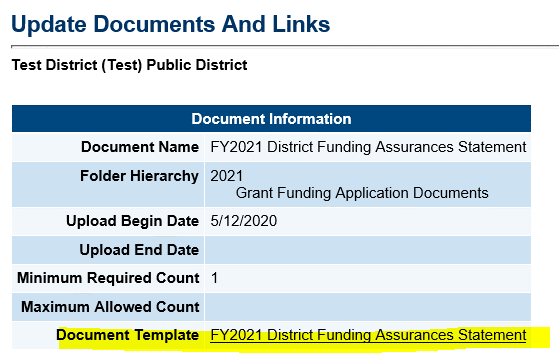 Update Documents And Links
Test District (Test) Public District
Document Information
Document Name FY2021 District Funding Assurances Statement
Folder Hierarchy 2021
Grant Funding Application Documents
Upload Begin Date 5/12/2020
Upload End Date
Minimum Required Count 1
Maximum Allowed Count
Document Template FY2021 District Funding Assurances Statement